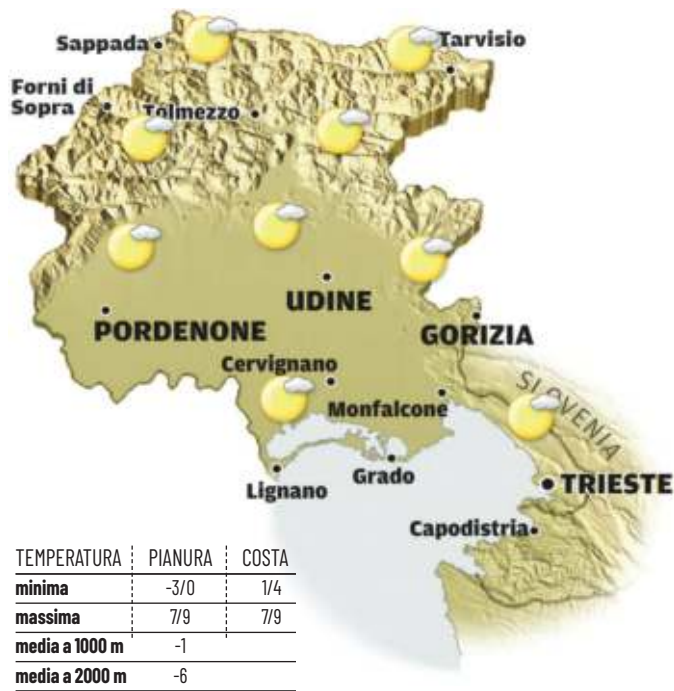 Sappada
Tarvisio
Forni di
Sopra
Tolmezzo
UDINE
PORDENONE
GORIZIA
Cervignano
SLOVENIA
Monfalcone
Grado
Lignano
TRIESTE
Capodistria
TEMPERATURA PIANURA COSTA
minima -3/0 1/4
massima 7/9 7/9
media a 1000 m -1
media a 2000 m -6